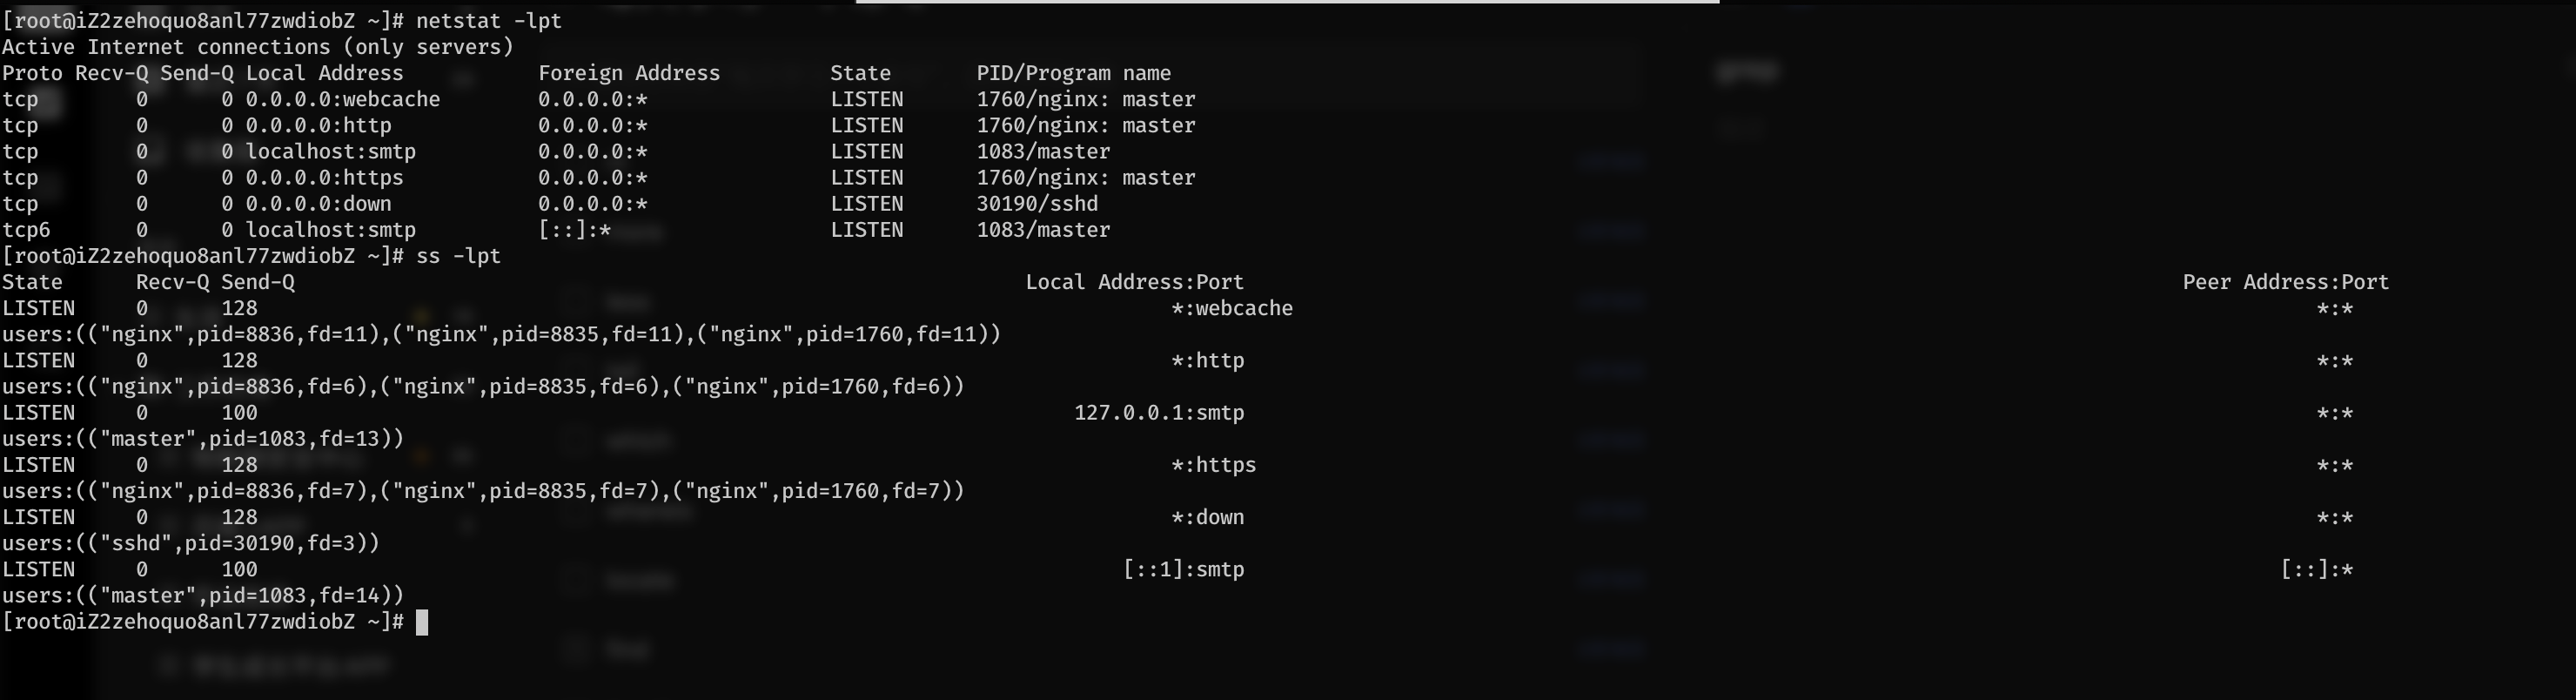 [root@iZ2zehoquo8anl77zwdiobZ ~]# netstat -lpt
Active Internet connections (only servers)
Proto Recv-Q Send-Q Local Address           Foreign Address         State       PID/Program name
tcp        0      0 0.0.0.0:webcache        0.0.0.0:*               LISTEN      1760/nginx: master
tcp        0      0 0.0.0.0:http            0.0.0.0:*               LISTEN      1760/nginx: master
tcp        0      0 localhost:smtp          0.0.0.0:*               LISTEN      1083/master
tcp        0      0 0.0.0.0:https           0.0.0.0:*               LISTEN      1760/nginx: master
tcp        0      0 0.0.0.0:down            0.0.0.0:*               LISTEN      30190/sshd
tcp6       0      0 localhost:smtp          [::]:*                  LISTEN      1083/master
[root@iZ2zehoquo8anl77zwdiobZ ~]# ss -lpt
State      Recv-Q Send-Q Local Address:Port Peer Address:Port
LISTEN     0      128 *:webcache *:*
users:(("nginx",pid=8836,fd=11),("nginx",pid=8835,fd=11),("nginx",pid=1760,fd=11))
LISTEN     0      128 *:http *:*
users:(("nginx",pid=8836,fd=6),("nginx",pid=8835,fd=6),("nginx",pid=1760,fd=6))
LISTEN     0      100 127.0.0.1:smtp *:*
users:(("master",pid=1083,fd=13))
LISTEN     0      128 *:https *:*
users:(("nginx",pid=8836,fd=7),("nginx",pid=8835,fd=7),("nginx",pid=1760,fd=7))
LISTEN     0      128 *:down *:*
users:(("sshd",pid=30190,fd=3))
LISTEN     0      100 [::1]:smtp [::]:*
users:(("master",pid=1083,fd=14))
[root@iZ2zehoquo8anl77zwdiobZ ~]#